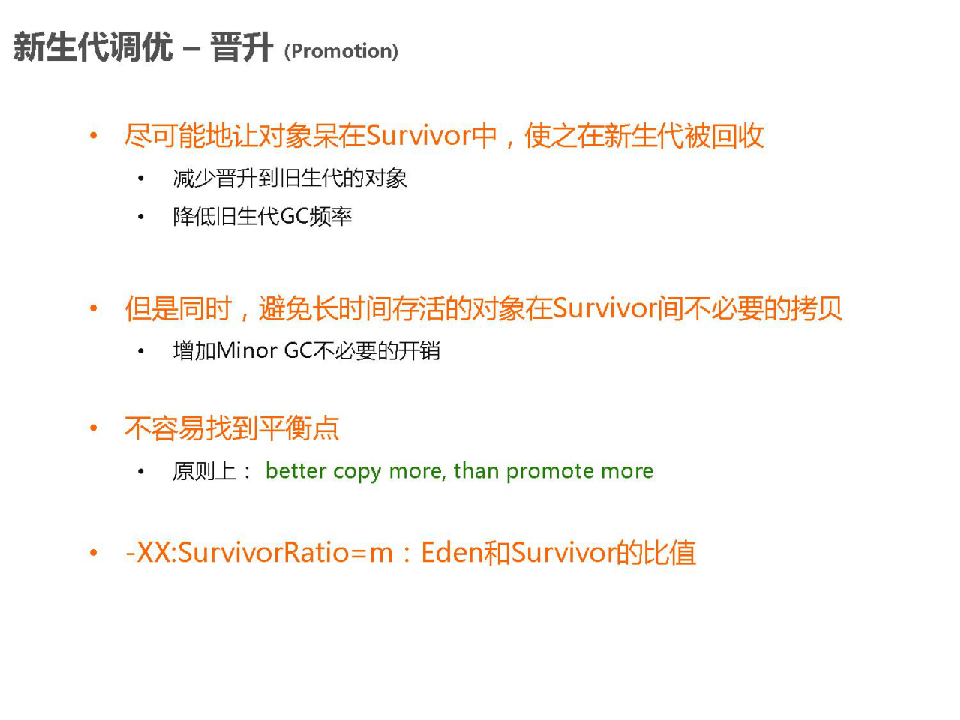 新生代调优 – 晋升 (Promotion)
• 尽可能地让对象呆在Survivor中，使之在新生代被回收
• 减少晋升到旧生代的对象
• 降低旧生代GC频率
• 但是同时，避免长时间存活的对象在Survivor间不必要的拷贝
• 增加Minor GC不必要的开销
• 不容易找到平衡点
• 原则上： better copy more, than promote more
• -XX:SurvivorRatio=m：Eden和Survivor的比值